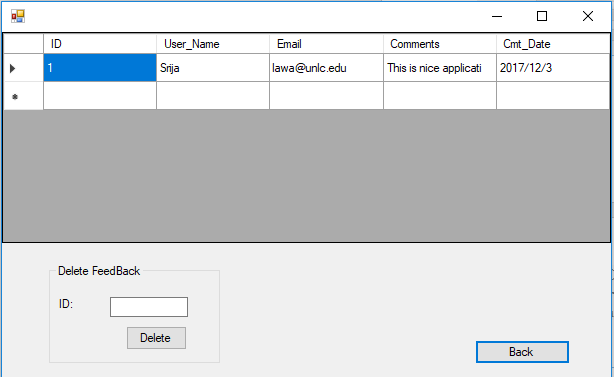 ID User_Name Email Comments Cmt_Date
1 Srija lawa@unlc.edu This is nice applicati 2017/12/3
Delete FeedBack
ID:
Delete
Back